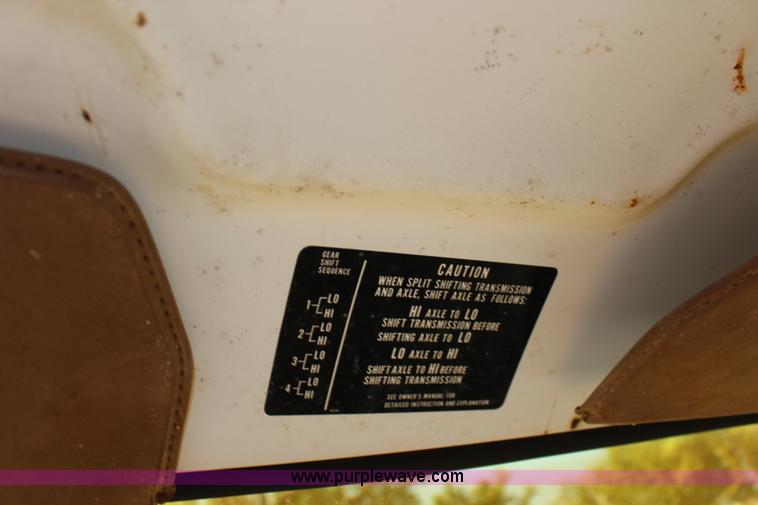 GEAR
SHIFT
SEQUENCE
1 LO
HI
2 LO
HI
3 LO
HI
4 LO
HI
CAUTION
WHEN SPLIT SHIFTING TRANSMISSION
AND AXLE, SHIFT AXLE AS FOLLOWS:
HI AXLE TO LO
SHIFT TRANSMISSION BEFORE
SHIFTING AXLE TO LO
LO AXLE TO HI
SHIFT AXLE TO HI BEFORE
SHIFTING TRANSMISSION
SEE OWNER'S MANUAL FOR
DETAILED INSTRUCTION AND EXPLANATION
www.purplewave.com